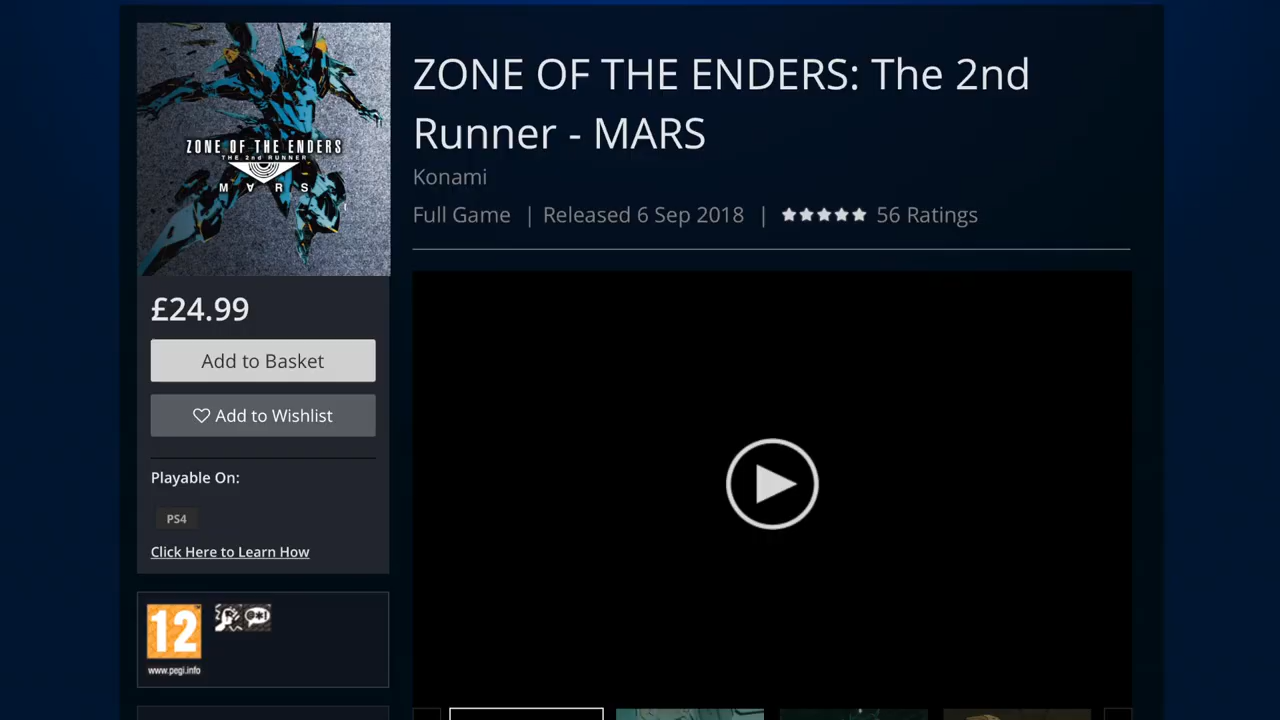 ZONE OF THE ENDERS: The 2nd
Runner - MARS
Konami
Full Game | Released 6 Sep 2018 | 56 Ratings
ZONE OF THE ENDERS
THE 2nd RUNNER
MARS
£24.99
Add to Basket
Add to Wishlist
Playable On:
PS4
Click Here to Learn How
12
www.pegi.info